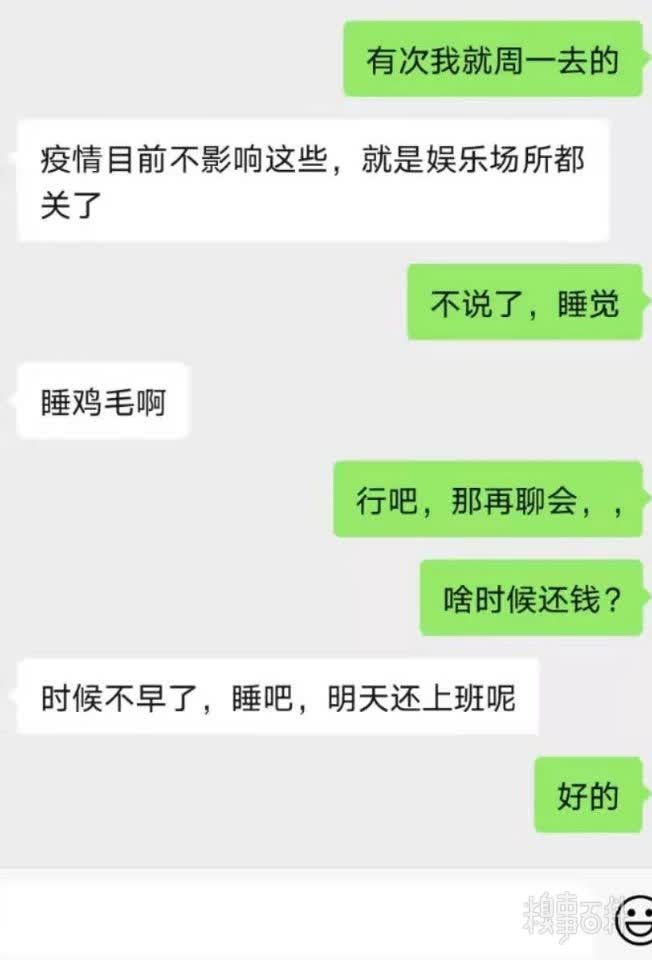 有次我就周一去的
疫情目前不影响这些，就是娱乐场所都
关了
不说了，睡觉
睡鸡毛啊
行吧，那再聊会，，
啥时候还钱？
时候不早了，睡吧，明天还上班呢
好的
糗事百科